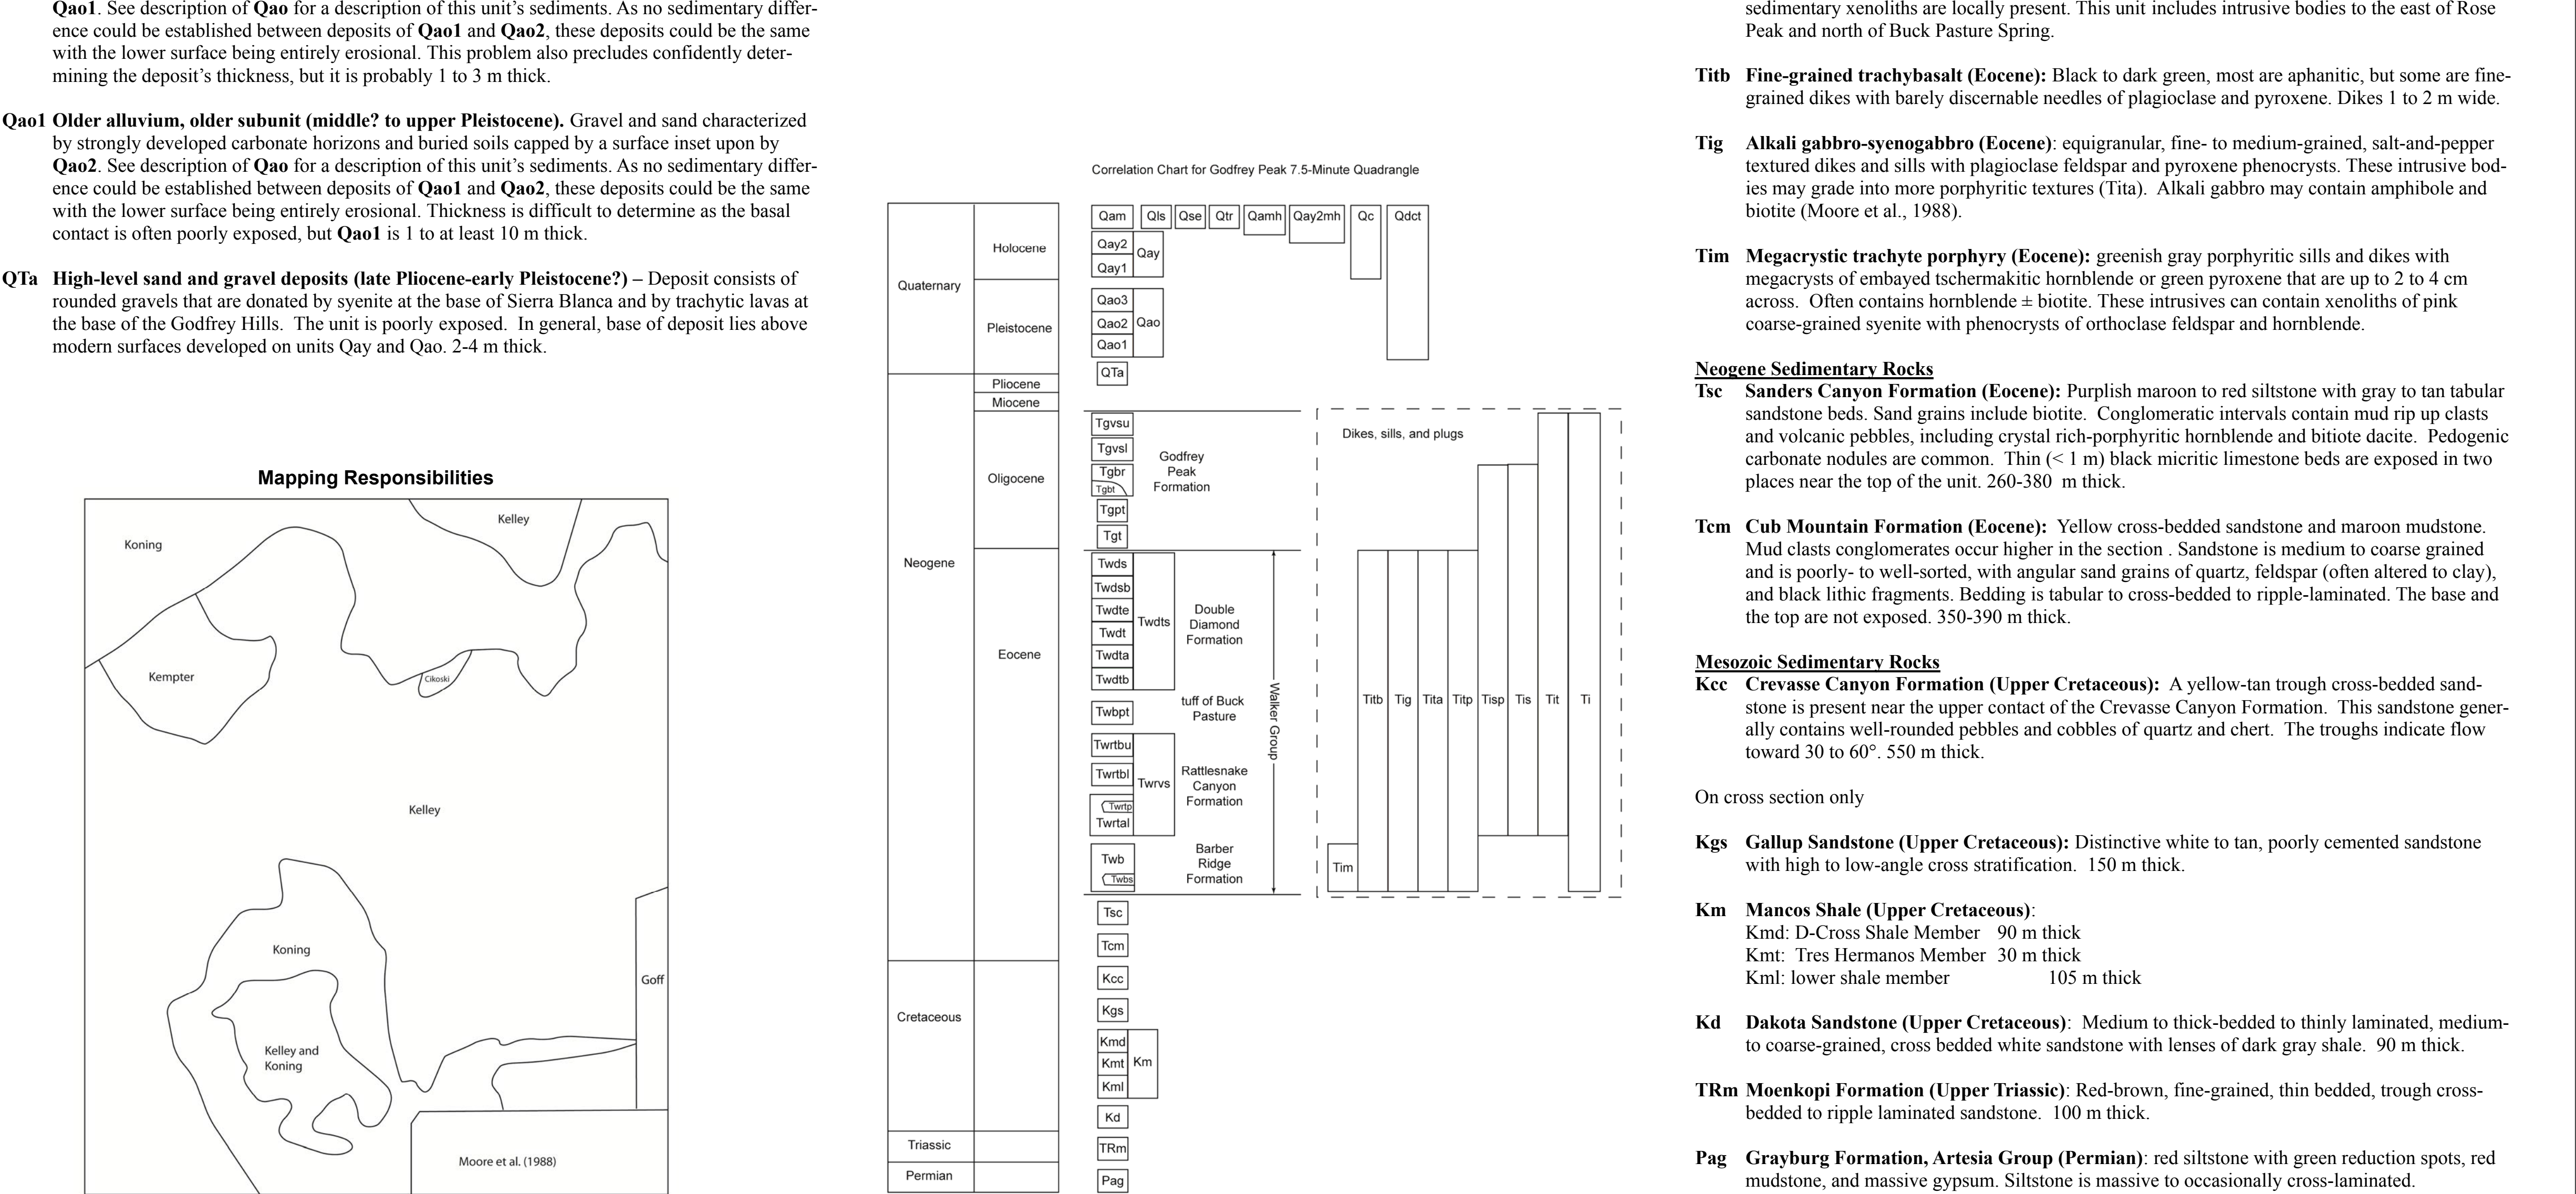 Qao1. See description of Qao for a description of this unit's sediments. As no sedimentary differ-
ence could be established between deposits of Qao1 and Qao2, these deposits could be the same
with the lower surface being entirely erosional. This problem also precludes confidently deter-
mining the deposit's thickness, but it is probably 1 to 3 m thick.
Qao1 Older alluvium, older subunit (middle? to upper Pleistocene). Gravel and sand characterized
by strongly developed carbonate horizons and buried soils capped by a surface inset upon by
Qao2. See description of Qao for a description of this unit's sediments. As no sedimentary differ-
ence could be established between deposits of Qao1 and Qao2, these deposits could be the same
with the lower surface being entirely erosional. Thickness is difficult to determine as the basal
contact is often poorly exposed, but Qao1 is 1 to at least 10 m thick.
QTa High-level sand and gravel deposits (late Pliocene-early Pleistocene?) – Deposit consists of
rounded gravels that are donated by syenite at the base of Sierra Blanca and by trachytic lavas at
the base of the Godfrey Hills. The unit is poorly exposed. In general, base of deposit lies above
modern surfaces developed on units Qay and Qao. 2-4 m thick.
Mapping Responsibilities
Koning
Kelley
Kempter
Cikoski
Kelley
Koning
Goff
Kelley and
Koning
Moore et al. (1988)
Correlation Chart for Godfrey Peak 7.5-Minute Quadrangle
Quaternary
Holocene
Pleistocene
Neogene
Pliocene
Miocene
Oligocene
Eocene
Cretaceous
Triassic
Permian
Qam Qls Qse Qtr Qamh Qay2mh Qc Qdct
Qay2
Qay1
Qay
Qao3
Qao2
Qao1
Qao
QTa
Tgvsu
Tgvsl
Tgbr
Tgbt
Tgpt
Tgt
Godfrey
Peak
Formation
Twds
Twdsb
Twdte
Twdt
Twdta
Twdtb
Twdts
Double
Diamond
Formation
Twbpt
tuff of Buck
Pasture
Twrtbu
Twrtbl
Twrtp
Twrtal
Twrvs
Rattlesnake
Canyon
Formation
Twb
Twbs
Barber
Ridge
Formation
Walker Group
Dikes, sills, and plugs
Tim
Titb Tig Tita Titp Tisp Tis Tit Ti
Tsc
Tcm
Kcc
Kgs
Kmd
Kmt
Kml
Km
Kd
TRm
Pag
sedimentary xenoliths are locally present. This unit includes intrusive bodies to the east of Rose
Peak and north of Buck Pasture Spring.
Titb Fine-grained trachybasalt (Eocene): Black to dark green, most are aphanitic, but some are fine-
grained dikes with barely discernable needles of plagioclase and pyroxene. Dikes 1 to 2 m wide.
Tig Alkali gabbro-syenogabbro (Eocene): equigranular, fine- to medium-grained, salt-and-pepper
textured dikes and sills with plagioclase feldspar and pyroxene phenocrysts. These intrusive bod-
ies may grade into more porphyritic textures (Tita). Alkali gabbro may contain amphibole and
biotite (Moore et al., 1988).
Tim Megacrystic trachyte porphyry (Eocene): greenish gray porphyritic sills and dikes with
megacrysts of embayed tschermakitic hornblende or green pyroxene that are up to 2 to 4 cm
across. Often contains hornblende ± biotite. These intrusives can contain xenoliths of pink
coarse-grained syenite with phenocrysts of orthoclase feldspar and hornblende.
Neogene Sedimentary Rocks
Tsc Sanders Canyon Formation (Eocene): Purplish maroon to red siltstone with gray to tan tabular
sandstone beds. Sand grains include biotite. Conglomeratic intervals contain mud rip up clasts
and volcanic pebbles, including crystal rich-porphyritic hornblende and bitiote dacite. Pedogenic
carbonate nodules are common. Thin (< 1 m) black micritic limestone beds are exposed in two
places near the top of the unit. 260-380 m thick.
Tcm Cub Mountain Formation (Eocene): Yellow cross-bedded sandstone and maroon mudstone.
Mud clasts conglomerates occur higher in the section . Sandstone is medium to coarse grained
and is poorly- to well-sorted, with angular sand grains of quartz, feldspar (often altered to clay),
and black lithic fragments. Bedding is tabular to cross-bedded to ripple-laminated. The base and
the top are not exposed. 350-390 m thick.
Mesozoic Sedimentary Rocks
Kcc Crevasse Canyon Formation (Upper Cretaceous): A yellow-tan trough cross-bedded sand-
stone is present near the upper contact of the Crevasse Canyon Formation. This sandstone gener-
ally contains well-rounded pebbles and cobbles of quartz and chert. The troughs indicate flow
toward 30 to 60°. 550 m thick.
On cross section only
Kgs Gallup Sandstone (Upper Cretaceous): Distinctive white to tan, poorly cemented sandstone
with high to low-angle cross stratification. 150 m thick.
Km Mancos Shale (Upper Cretaceous):
Kmd: D-Cross Shale Member 90 m thick
Kmt: Tres Hermanos Member 30 m thick
Kml: lower shale member 105 m thick
Kd Dakota Sandstone (Upper Cretaceous): Medium to thick-bedded to thinly laminated, medium-
to coarse-grained, cross bedded white sandstone with lenses of dark gray shale. 90 m thick.
TRm Moenkopi Formation (Upper Triassic): Red-brown, fine-grained, thin bedded, trough cross-
bedded to ripple laminated sandstone. 100 m thick.
Pag Grayburg Formation, Artesia Group (Permian): red siltstone with green reduction spots, red
mudstone, and massive gypsum. Siltstone is massive to occasionally cross-laminated.